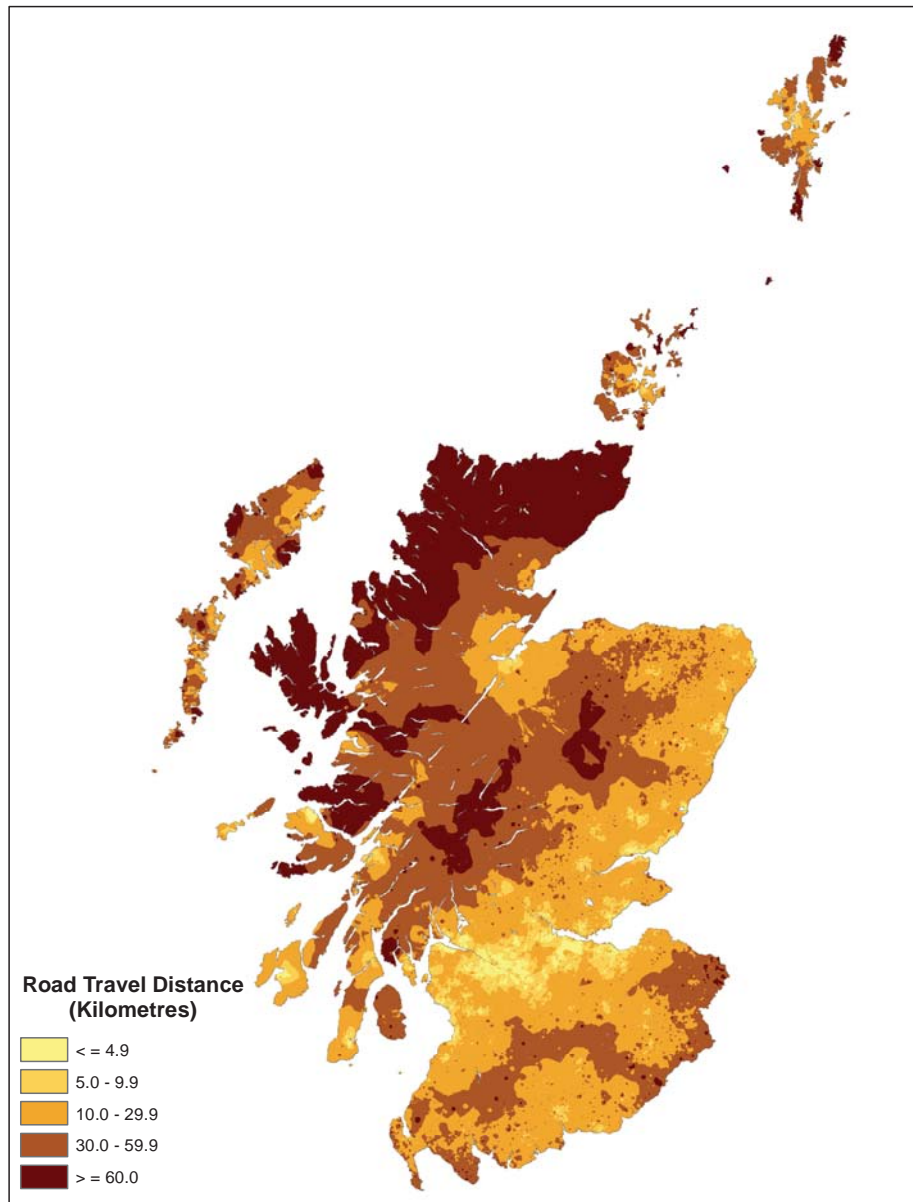 Road Travel Distance
(Kilometres)
< = 4.9
5.0 - 9.9
10.0 - 29.9
30.0 - 59.9
> = 60.0